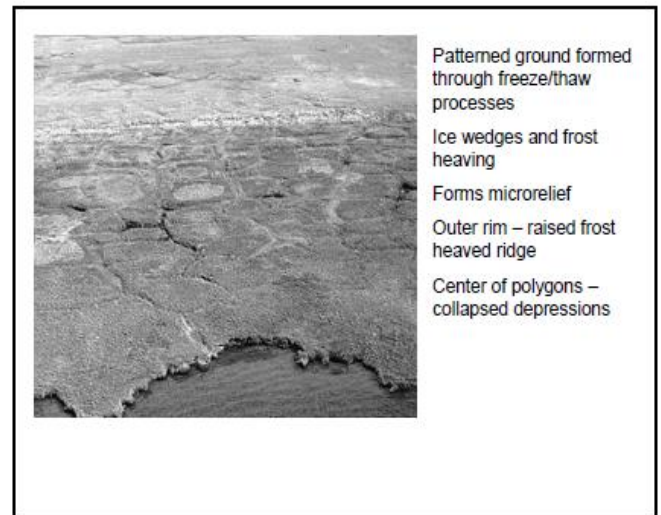 Patterned ground formed
through freeze/thaw
processes
Ice wedges and frost
heaving
Forms microrelief
Outer rim – raised frost
heaved ridge
Center of polygons –
collapsed depressions